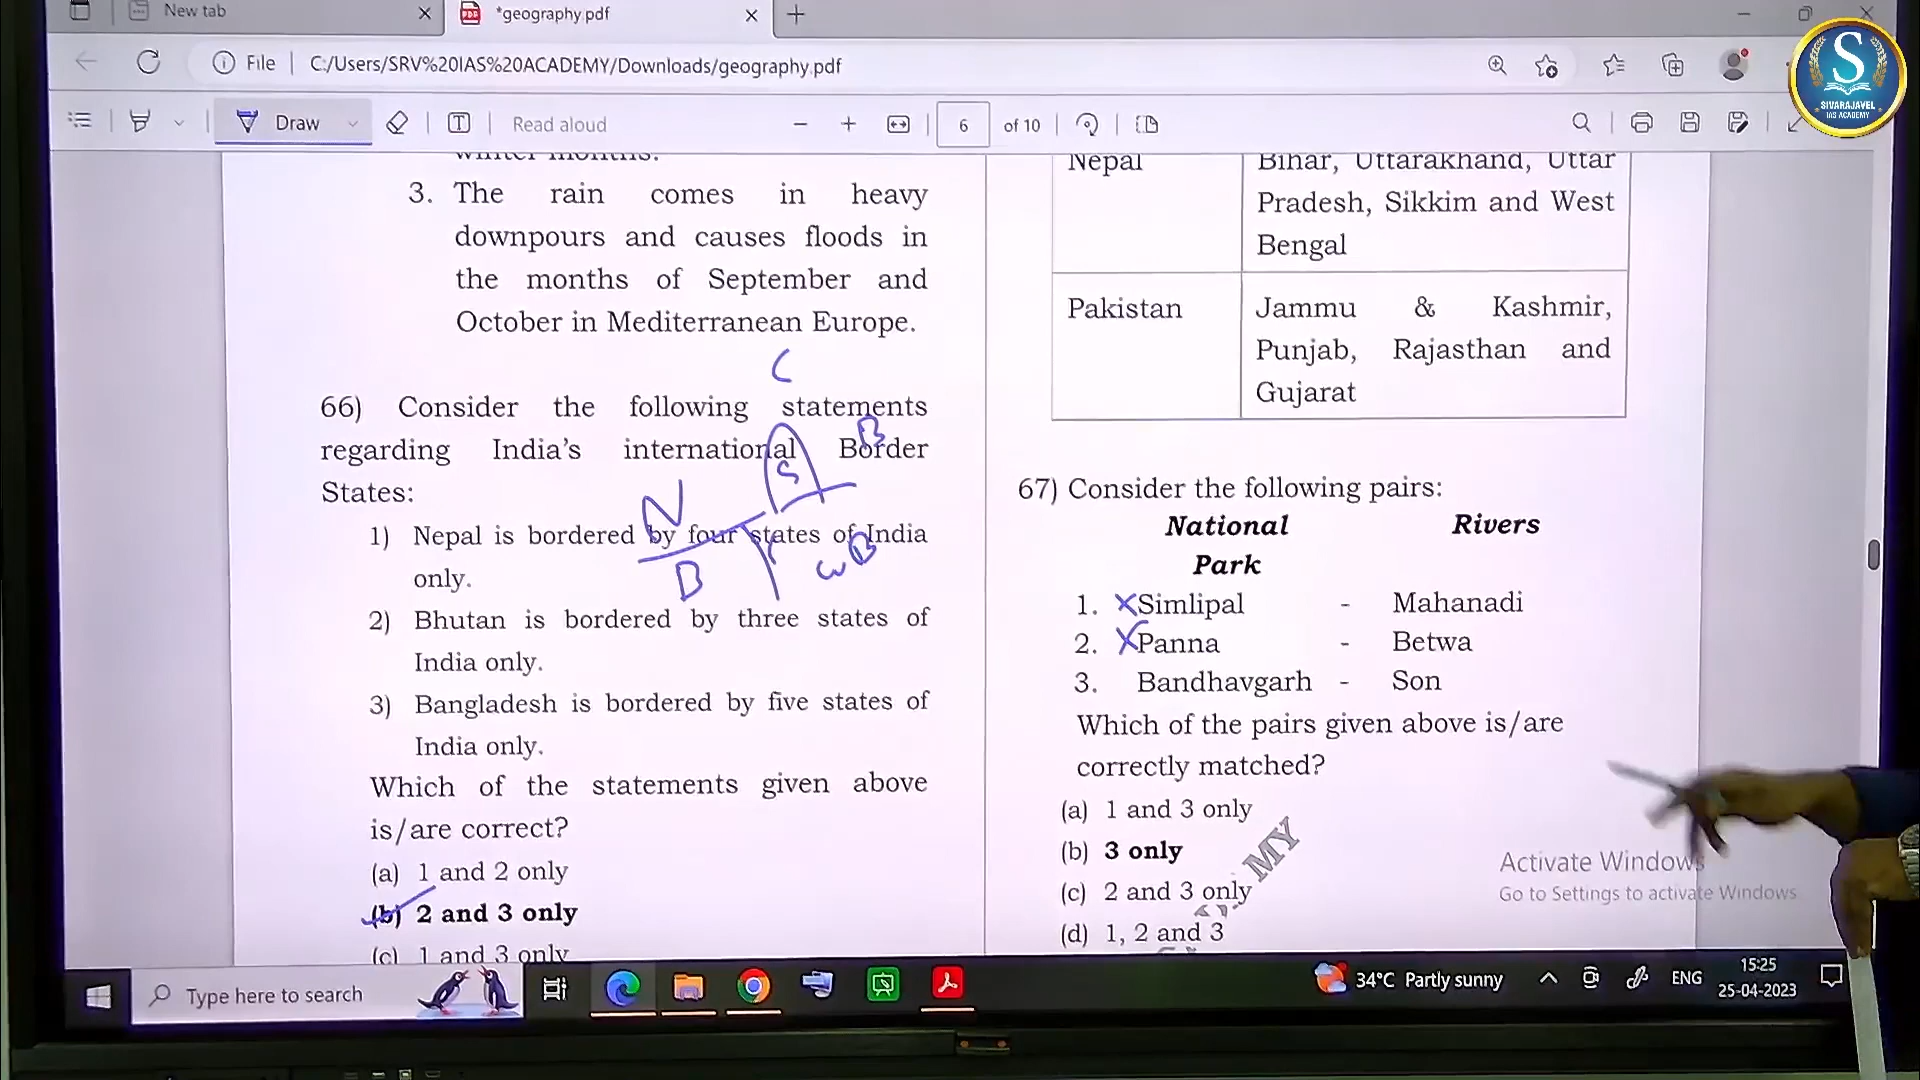 New tab
*geography.pdf
File
C:/Users/SRV%20IAS%20ACADEMY/Downloads/geography.pdf
S
SIVARAJAVEL
IAS ACADEMY
Draw
Read aloud
6
of 10
winter months.
3. The rain comes in heavy
downpours and causes floods in
the months of September and
October in Mediterranean Europe.
C
66) Consider the following statements
regarding India's international Border
States:
B
S
N
1) Nepal is bordered by four states of India
only.
B
WB
2) Bhutan is bordered by three states of
India only.
3) Bangladesh is bordered by five states of
India only.
Which of the statements given above
is/are correct?
(a) 1 and 2 only
(b) 2 and 3 only
(c) 1 and 3 only
Nepal
Bihar, Uttarakhand, Uttar
Pradesh, Sikkim and West
Bengal
Pakistan
Jammu & Kashmir,
Punjab, Rajasthan and
Gujarat
67) Consider the following pairs:
National Rivers
Park
1. Simlipal - Mahanadi
2. Panna - Betwa
3. Bandhavgarh - Son
Which of the pairs given above is/are
correctly matched?
(a) 1 and 3 only
(b) 3 only
(c) 2 and 3 only
(d) 1, 2 and 3
MY
Activate Windows
Go to Settings to activate Windows.
Type here to search
34°C Partly sunny
ENG
15:25
25-04-2023